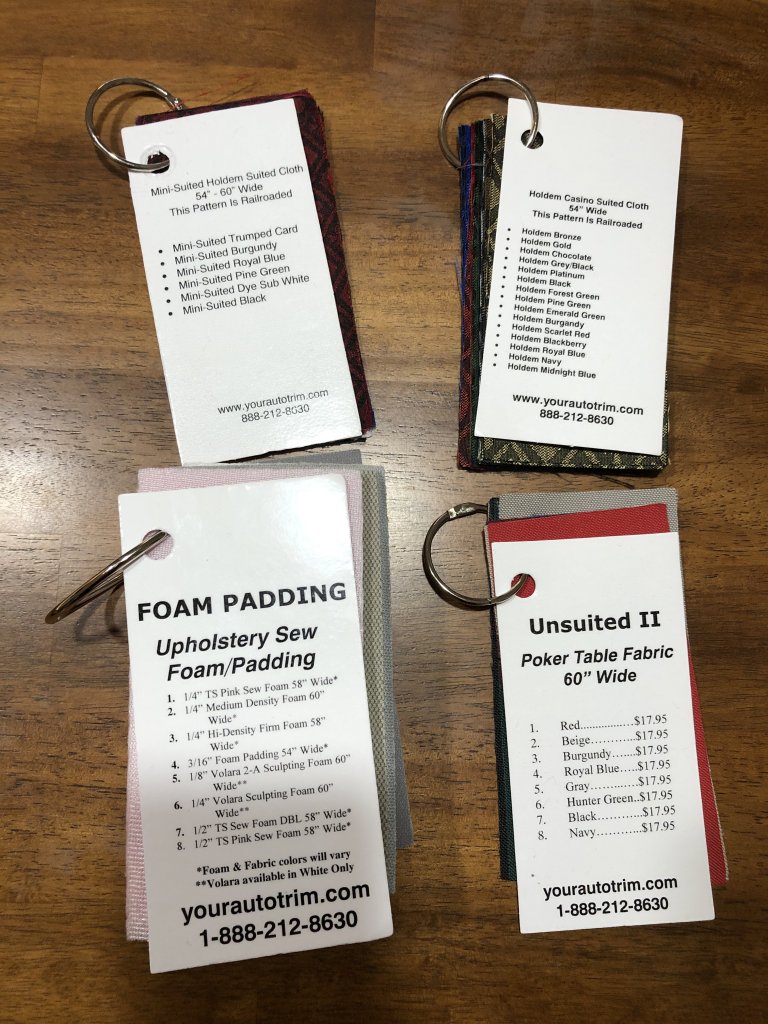 Mini-Suited Holdem Suited Cloth
54" - 60" Wide
This Pattern Is Railroaded
• Mini-Suited Trumped Card
• Mini-Suited Burgundy
• Mini-Suited Royal Blue
• Mini-Suited Pine Green
• Mini-Suited Dye Sub White
• Mini-Suited Black
www.yourautotrim.com
888-212-8630
Holdem Casino Suited Cloth
54" Wide
This Pattern Is Railroaded
• Holdem Bronze
• Holdem Gold
• Holdem Chocolate
• Holdem Grey/Black
• Holdem Platinum
• Holdem Black
• Holdem Forest Green
• Holdem Pine Green
• Holdem Emerald Green
• Holdem Burgandy
• Holdem Scarlet Red
• Holdem Blackberry
• Holdem Royal Blue
• Holdem Navy
• Holdem Midnight Blue
www.yourautotrim.com
888-212-8630
FOAM PADDING
Upholstery Sew
Foam/Padding
1. 1/4" TS Pink Sew Foam 58" Wide*
2. 1/4" Medium Density Foam 60"
Wide*
3. 1/4" Hi-Density Firm Foam 58"
Wide*
4. 3/16" Foam Padding 54" Wide*
5. 1/8" Volara 2-A Sculpting Foam 60"
Wide**
6. 1/4" Volara Sculpting Foam 60"
Wide**
7. 1/2" TS Sew Foam DBL 58" Wide*
8. 1/2" TS Pink Sew Foam 58" Wide*
*Foam & Fabric colors will vary
**Volara available in White Only
yourautotrim.com
1-888-212-8630
Unsuited II
Poker Table Fabric
60" Wide
1. Red................$17.95
2. Beige...........$17.95
3. Burgundy.......$17.95
4. Royal Blue.....$17.95
5. Gray.............$17.95
6. Hunter Green..$17.95
7. Black............$17.95
8. Navy............$17.95
yourautotrim.com
1-888-212-8630